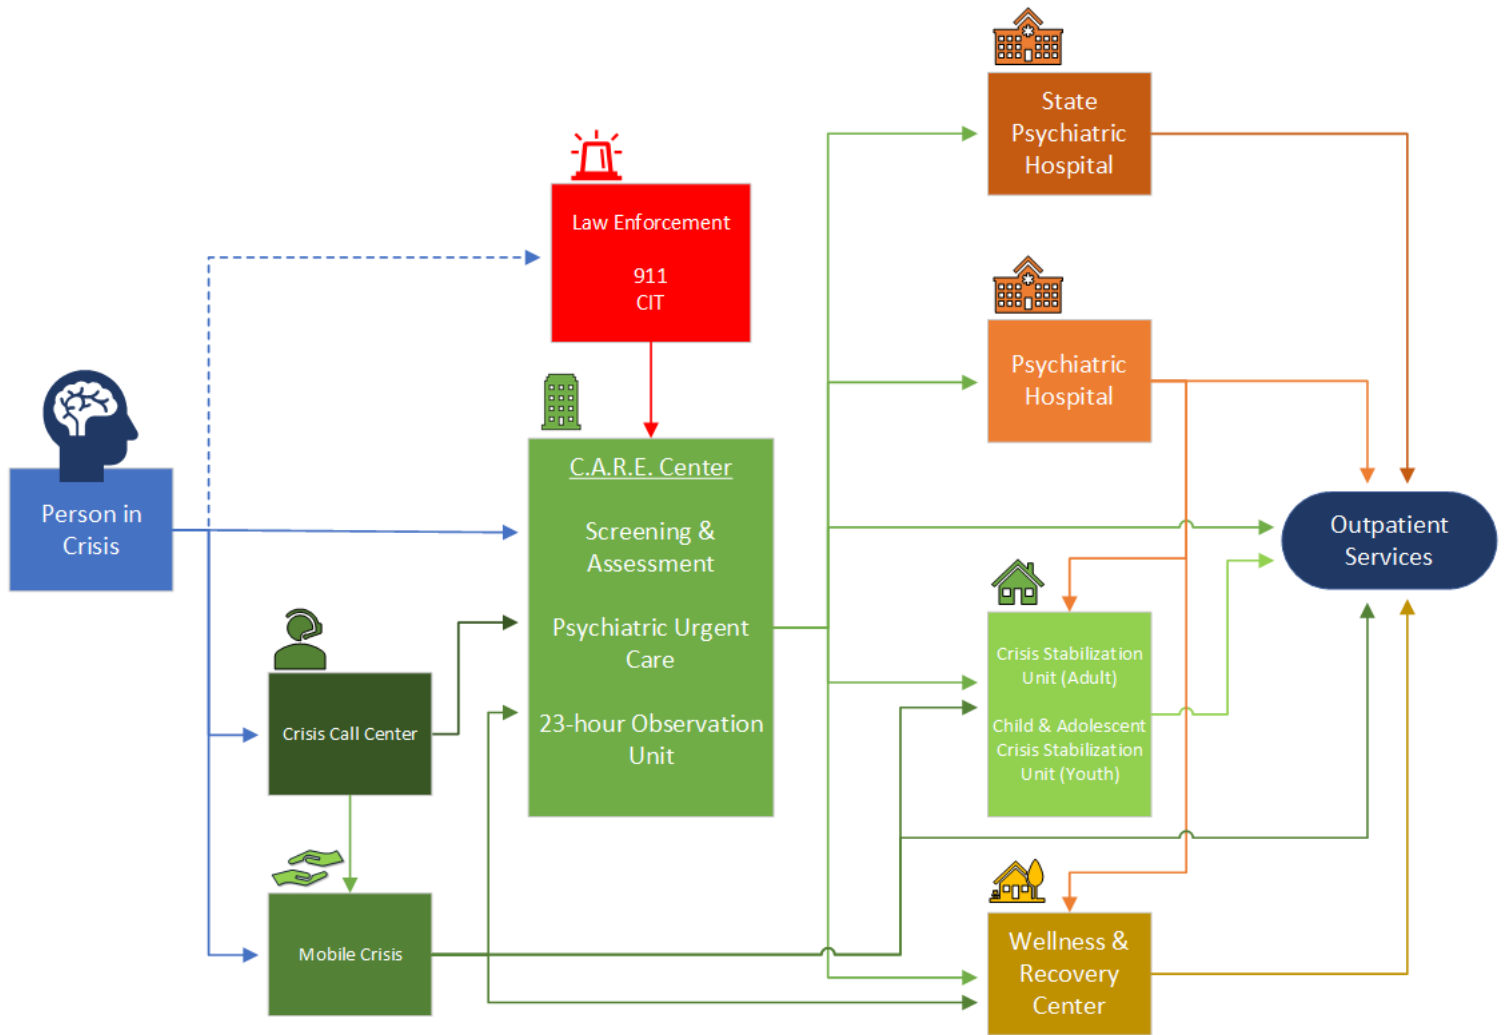 State
Psychiatric
Hospital
Law Enforcement
911
CIT
Psychiatric
Hospital
C.A.R.E. Center
Screening &
Assessment
Psychiatric Urgent
Care
23-hour Observation
Unit
Person in
Crisis
Outpatient
Services
Crisis Stabilization
Unit (Adult)
Child & Adolescent
Crisis Stabilization
Unit (Youth)
Crisis Call Center
Mobile Crisis
Wellness &
Recovery
Center